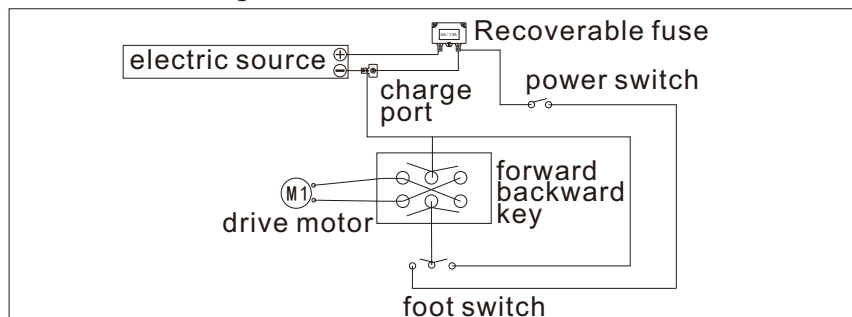 Recoverable fuse
electric source
power switch
charge
port
forward
backward
key
M1
drive motor
foot switch